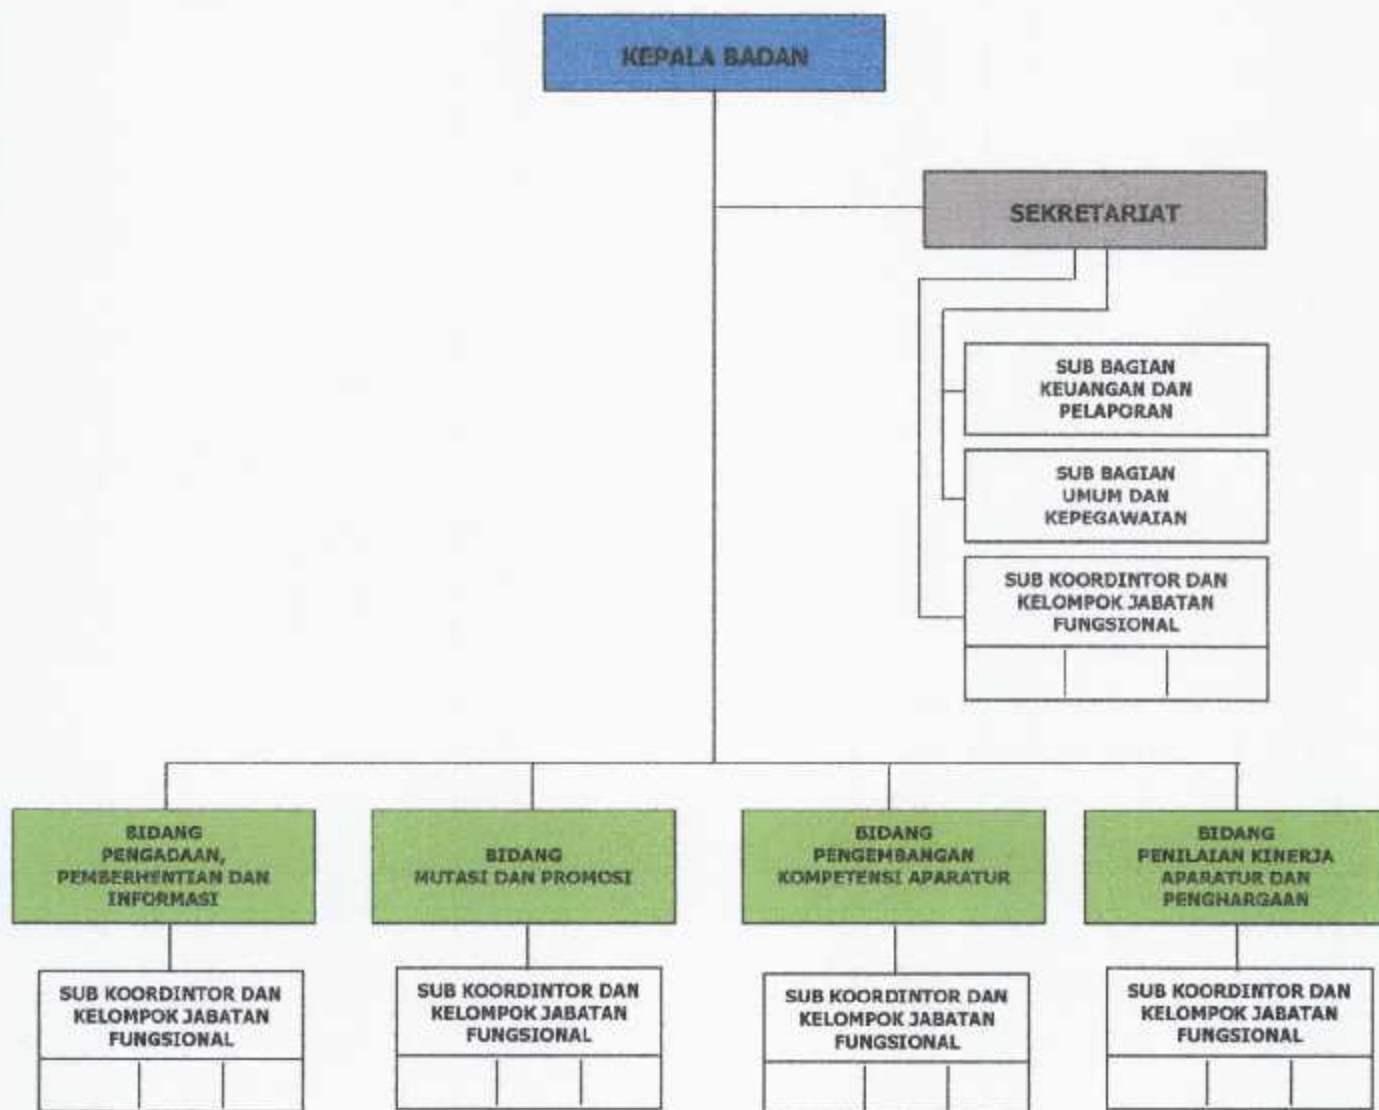 KEPALA BADAN
SEKRETARIAT
SUB BAGIAN
KEUANGAN DAN
PELAPORAN
SUB BAGIAN
UMUM DAN
KEPEGAWAIAN
SUB KOORDINTOR DAN
KELOMPOK JABATAN
FUNGSIONAL
BIDANG
PENGADAAN,
PEMBERHENTIAN DAN
INFORMASI
BIDANG
MUTASI DAN PROMOSI
BIDANG
PENGEMBANGAN
KOMPETENSI APARATUR
BIDANG
PENILAIAN KINERJA
APARATUR DAN
PENGHARGAAN
SUB KOORDINTOR DAN
KELOMPOK JABATAN
FUNGSIONAL
SUB KOORDINTOR DAN
KELOMPOK JABATAN
FUNGSIONAL
SUB KOORDINTOR DAN
KELOMPOK JABATAN
FUNGSIONAL
SUB KOORDINTOR DAN
KELOMPOK JABATAN
FUNGSIONAL